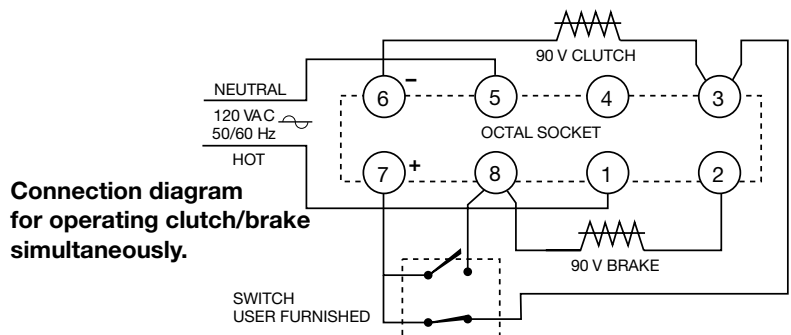 90 V CLUTCH
NEUTRAL
120 VAC
50/60 Hz
HOT
6 −
5
4
3
OCTAL SOCKET
7 +
8
1
2
Connection diagram
for operating clutch/brake
simultaneously.
90 V BRAKE
SWITCH
USER FURNISHED